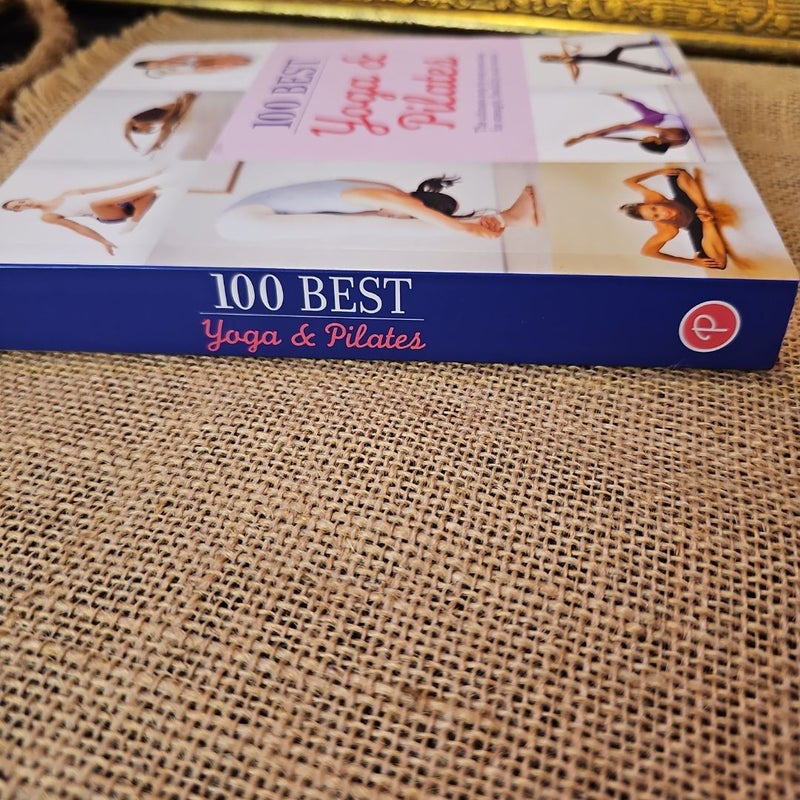 100 BEST
Yoga &
Pilates
100 BEST
Yoga & Pilates
p